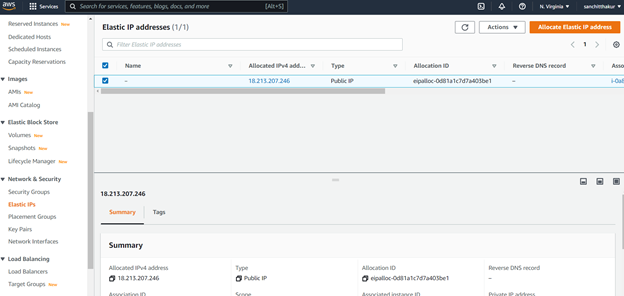 aws
Services
Search for services, features, blogs, docs, and more
[Alt+S]
N. Virginia
sanchitthakur
Reserved Instances New
Dedicated Hosts
Scheduled Instances
Capacity Reservations
Images
AMIs New
AMI Catalog
Elastic Block Store
Volumes New
Snapshots New
Lifecycle Manager New
Network & Security
Security Groups
Elastic IPs
Placement Groups
Key Pairs
Network Interfaces
Load Balancing
Load Balancers
Target Groups New
Elastic IP addresses (1/1)
Actions
Allocate Elastic IP address
Filter Elastic IP addresses
1
Name
Allocated IPv4 add...
Type
Allocation ID
Reverse DNS record
Asso
–
18.213.207.246
Public IP
eipalloc-0d81a1c7d7a403be1
–
i-0a8
18.213.207.246
Summary
Tags
Summary
Allocated IPv4 address
Type
Allocation ID
Reverse DNS record
18.213.207.246
Public IP
eipalloc-0d81a1c7d7a403be1
–
Association ID
Scope
Associated instance ID
Private IP address